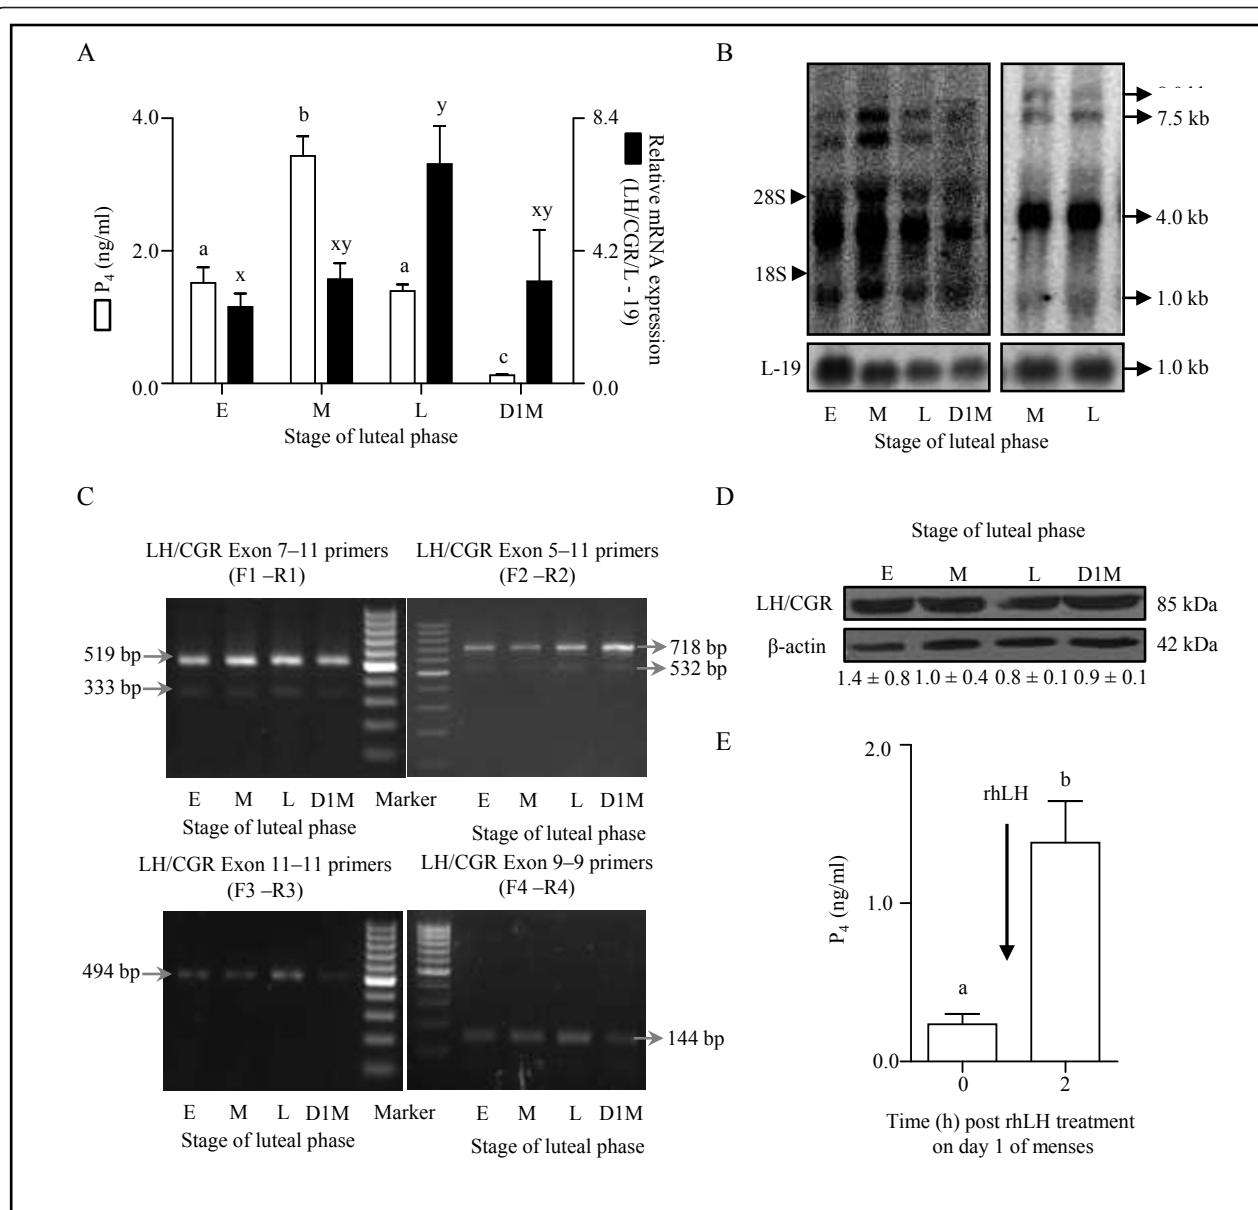 A
4.0
2.0
0.0
P4 (ng/ml)
a
x
b
xy
a
y
c
xy
8.4
4.2
0.0
Relative mRNA expression
(LH/CGR/L - 19)
E M L D1M
Stage of luteal phase
B
28S
18S
L-19
7.5 kb
4.0 kb
1.0 kb
1.0 kb
E M L D1M M L
Stage of luteal phase
C
LH/CGR Exon 7–11 primers
(F1 –R1)
519 bp
333 bp
E M L D1M Marker
Stage of luteal phase
LH/CGR Exon 5–11 primers
(F2 –R2)
718 bp
532 bp
E M L D1M
Stage of luteal phase
LH/CGR Exon 11–11 primers
(F3 –R3)
494 bp
E M L D1M Marker
Stage of luteal phase
LH/CGR Exon 9–9 primers
(F4 –R4)
144 bp
E M L D1M
Stage of luteal phase
D
Stage of luteal phase
E M L D1M
LH/CGR 85 kDa
β-actin 42 kDa
1.4 ± 0.8 1.0 ± 0.4 0.8 ± 0.1 0.9 ± 0.1
E
2.0
1.0
0.0
P4 (ng/ml)
rhLH
a
b
0 2
Time (h) post rhLH treatment
on day 1 of menses